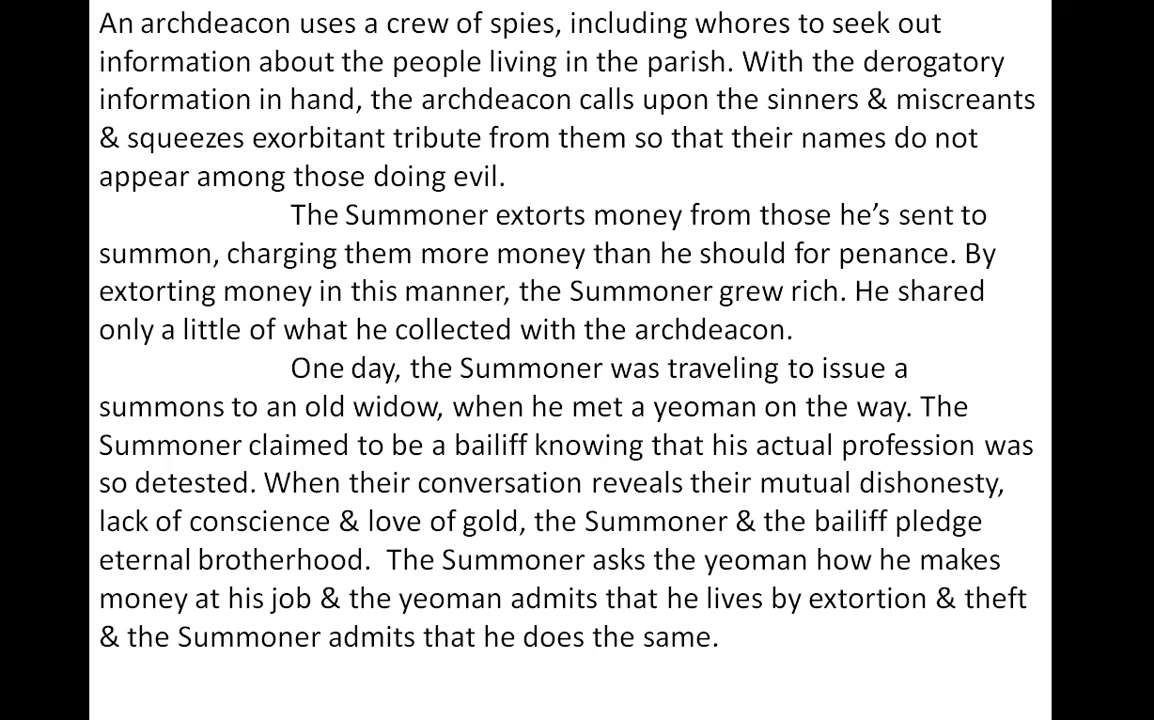 An archdeacon uses a crew of spies, including whores to seek out
information about the people living in the parish. With the derogatory
information in hand, the archdeacon calls upon the sinners & miscreants
& squeezes exorbitant tribute from them so that their names do not
appear among those doing evil.
The Summoner extorts money from those he’s sent to
summon, charging them more money than he should for penance. By
extorting money in this manner, the Summoner grew rich. He shared
only a little of what he collected with the archdeacon.
One day, the Summoner was traveling to issue a
summons to an old widow, when he met a yeoman on the way. The
Summoner claimed to be a bailiff knowing that his actual profession was
so detested. When their conversation reveals their mutual dishonesty,
lack of conscience & love of gold, the Summoner & the bailiff pledge
eternal brotherhood.  The Summoner asks the yeoman how he makes
money at his job & the yeoman admits that he lives by extortion & theft
& the Summoner admits that he does the same.